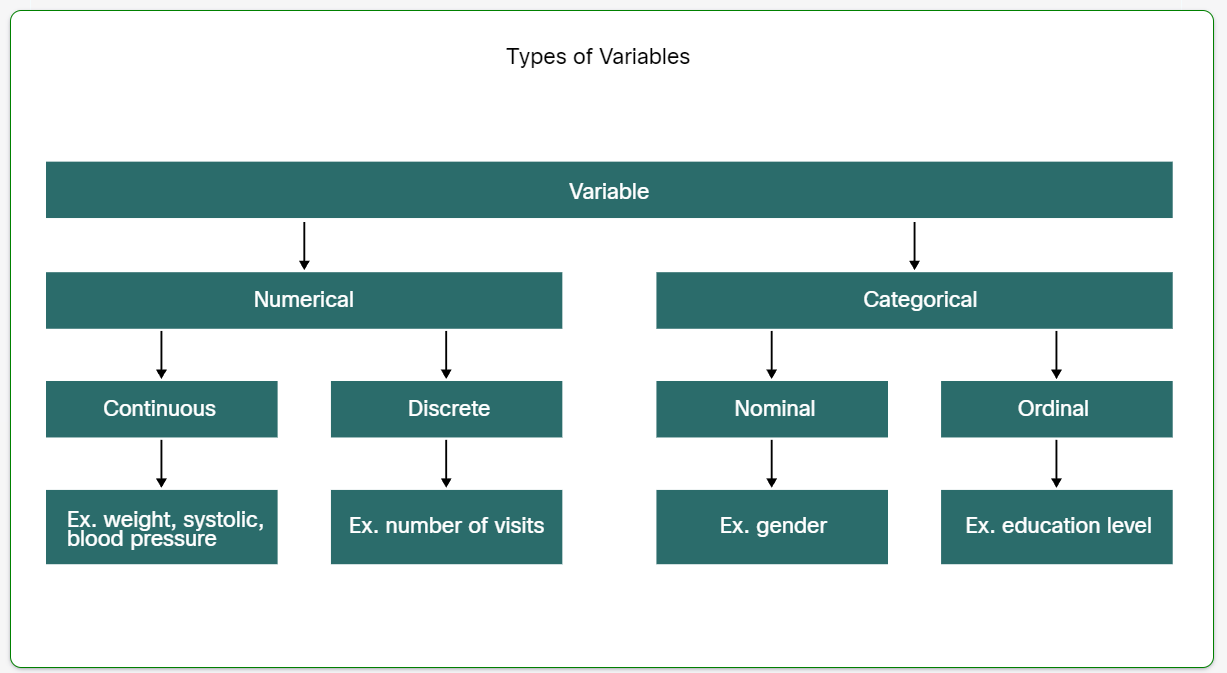 Types of Variables
Variable
Numerical
Categorical
Continuous
Discrete
Nominal
Ordinal
Ex. weight, systolic,
blood pressure
Ex. number of visits
Ex. gender
Ex. education level